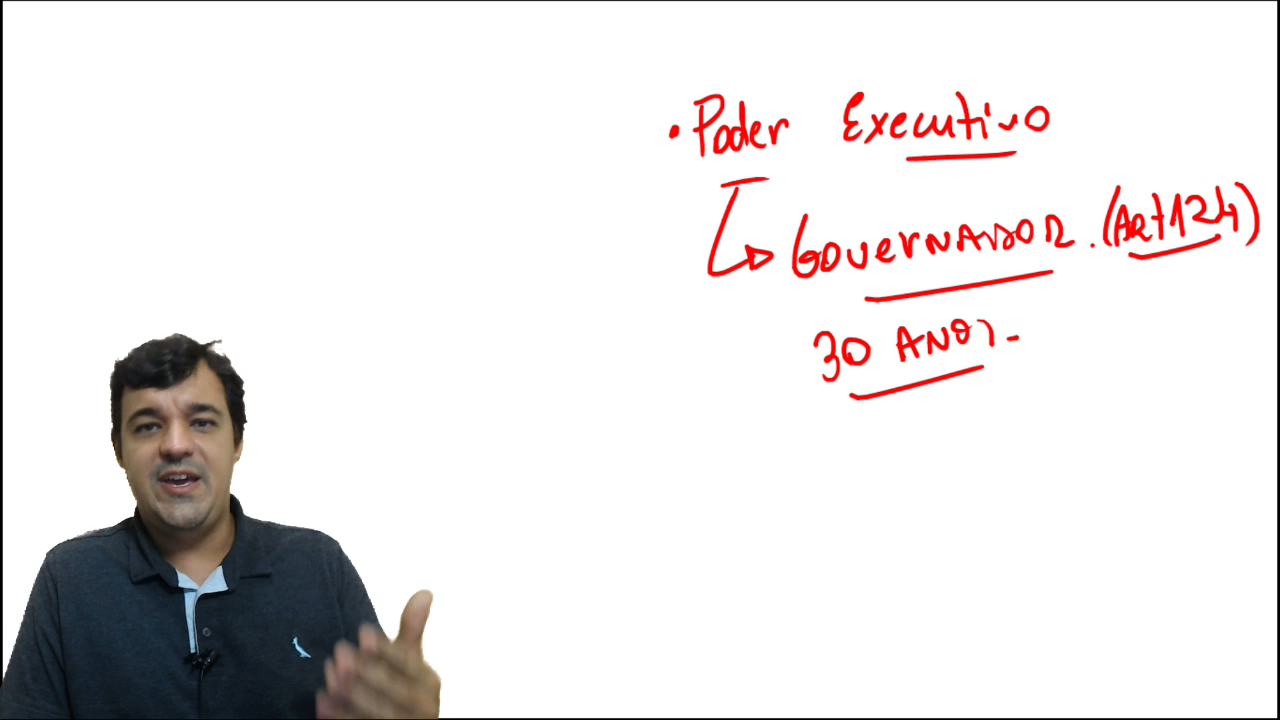 • Poder Executivo
GOVERNADOR. (ART 124)
30 ANOS.